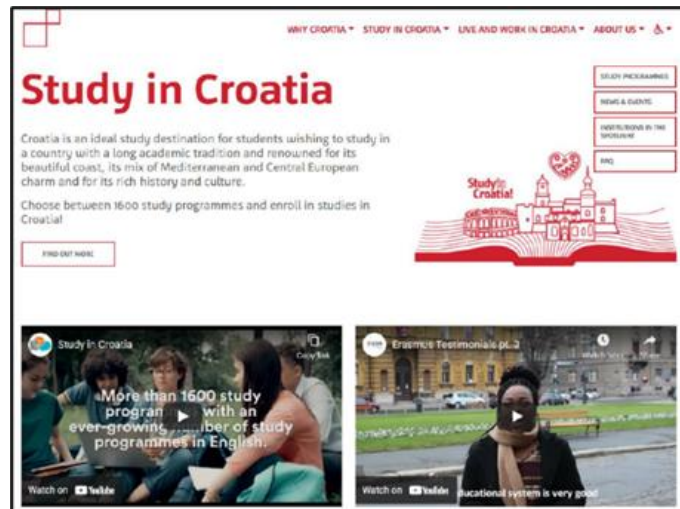 WHY CROATIA STUDY IN CROATIA LIVE AND WORK IN CROATIA ABOUT US
Study in Croatia
STUDY PROGRAMMES
NEWS & EVENTS
INSTITUTIONS IN THE
SPOTLIGHT
FAQ
Croatia is an ideal study destination for students wishing to study in
a country with a long academic tradition and renowned for its
beautiful coast, its mix of Mediterranean and Central European
charm and for its rich history and culture.
Choose between 1600 study programmes and enroll in studies in
Croatia!
FIND OUT MORE
Study in
Croatia!
Study in Croatia
Copy link
More than 1600 study
with an
ever-growing number of study
programmes in English.
Watch on YouTube
Erasmus Testimonials pt. 2
Share
Watch on YouTube
educational system is very good